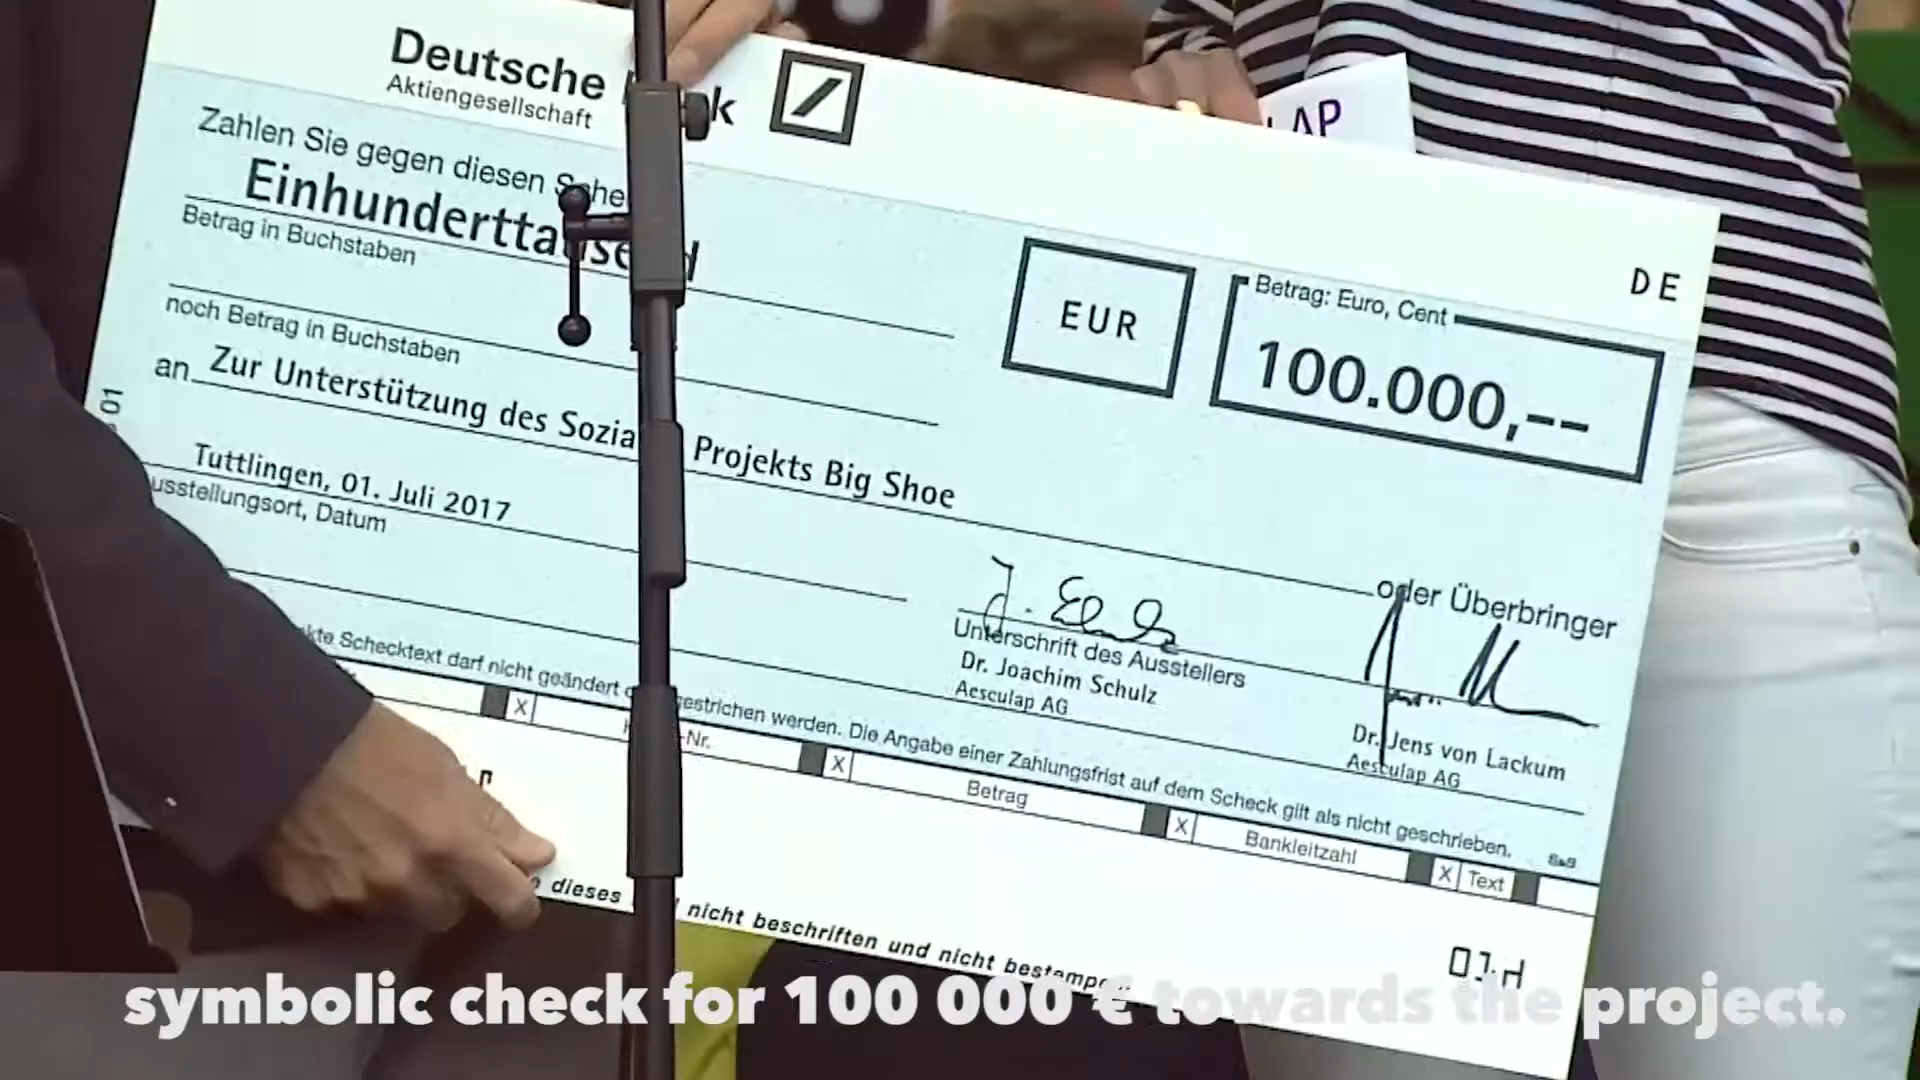 Deutsche
Aktiengesellschaft
AP
Zahlen Sie gegen diesen
DE
Betrag in Buchstaben
EUR
Betrag: Euro, Cent
100.000,--
noch Betrag in Buchstaben
an Zur Unterstützung des Projekts Big Shoe
01
Tuttlingen, 01. Juli 2017
Datum
oder Überbringer
Unterschrift des Ausstellers
Dr. Joachim Schulz
Aesculap AG
Dr. Jens von Lackum
Aesculap AG
Schecktext darf nicht geändert werden. Die Angabe einer Zahlungsfrist auf dem Scheck gilt als nicht geschrieben.
X
X Betrag
X Bankleitzahl
X Text
dieses nicht beschriften und nicht
symbolic check for 100 000 € towards the project.